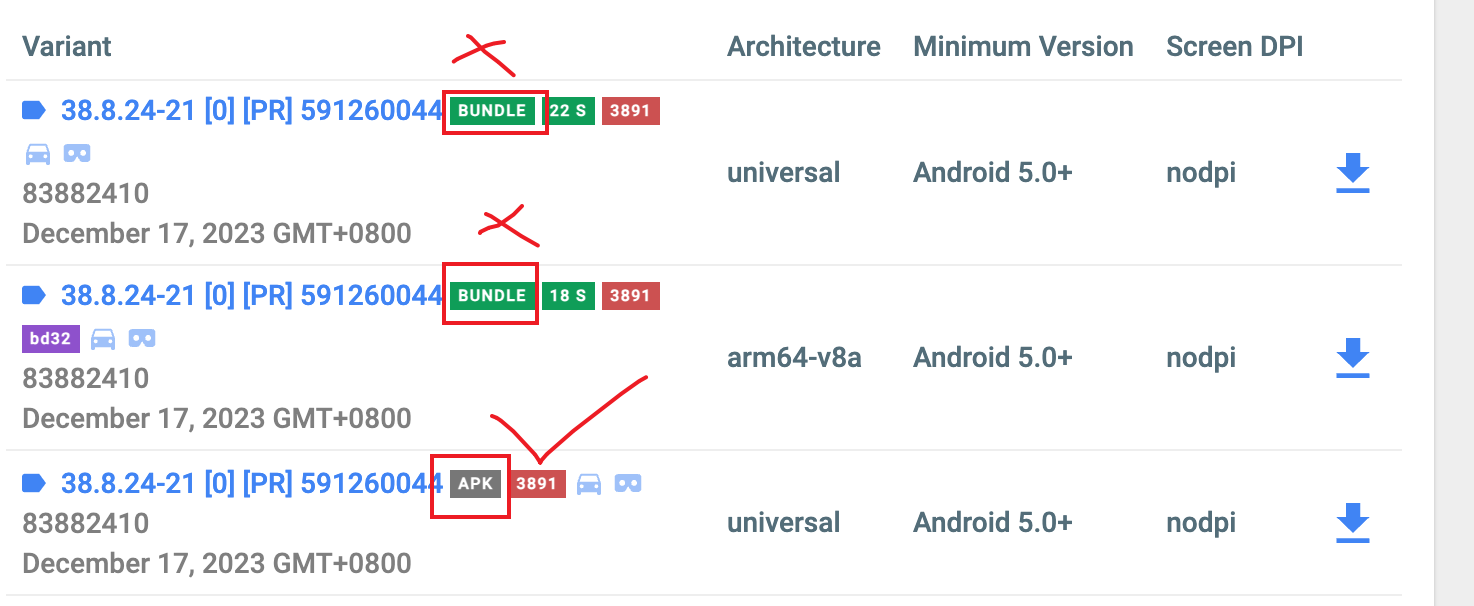 Variant Architecture Minimum Version Screen DPI
38.8.24-21 [0] [PR] 591260044 BUNDLE 22 S 3891
universal Android 5.0+ nodpi
83882410
December 17, 2023 GMT+0800
38.8.24-21 [0] [PR] 591260044 BUNDLE 18 S 3891
bd32
arm64-v8a Android 5.0+ nodpi
83882410
December 17, 2023 GMT+0800
38.8.24-21 [0] [PR] 591260044 APK 3891
83882410
universal Android 5.0+ nodpi
December 17, 2023 GMT+0800